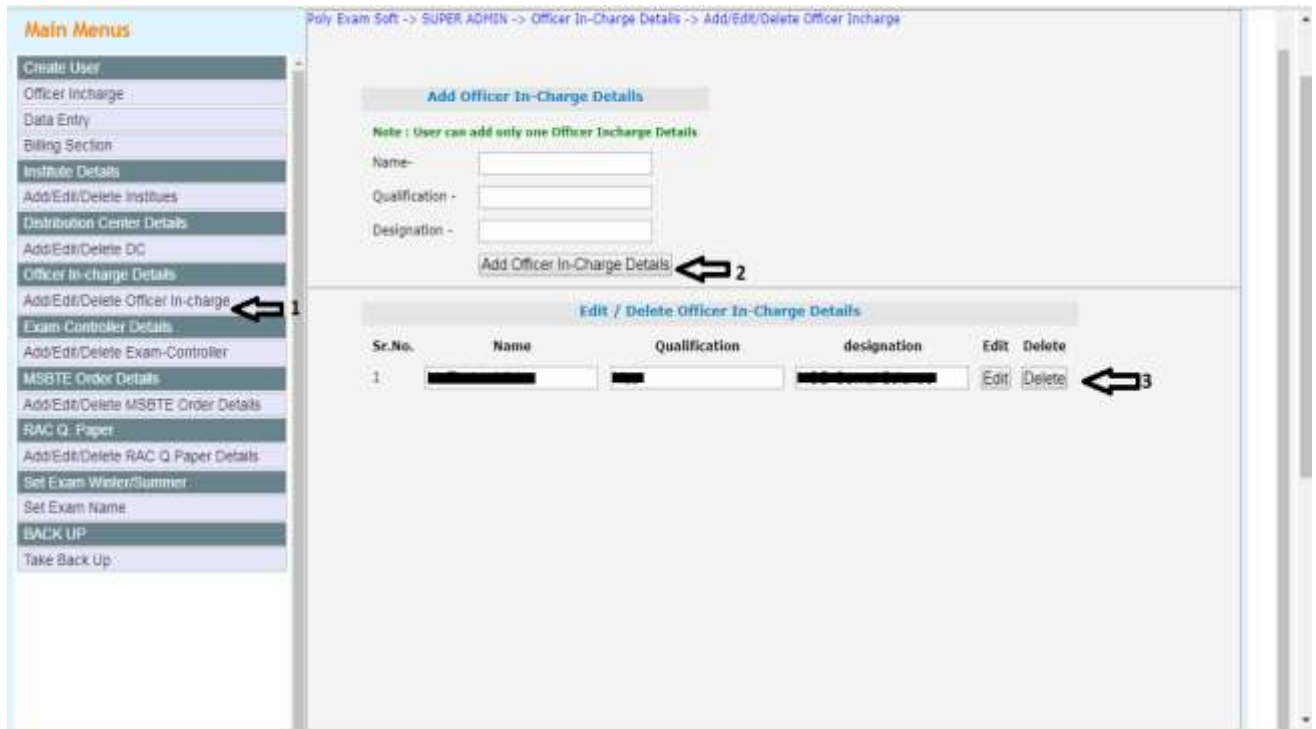 Main Menus
Create User
Officer Incharge
Data Entry
Billing Section
Institute Details
Add/Edit/Delete Institues
Distribution Center Details
Add/Edit/Delete DC
Officer In-charge Details
Add/Edit/Delete Officer In-charge
1
Exam-Controller Details
Add/Edit/Delete Exam-Controller
MSBTE Order Details
Add/Edit/Delete MSBTE Order Details
RAC Q. Paper
Add/Edit/Delete RAC Q Paper Details
Set Exam Winter/Summer
Set Exam Name
BACK UP
Take Back Up
Poly Exam Soft -> SUPER ADMIN -> Officer In-Charge Details -> Add/Edit/Delete Officer Incharge
Add Officer In-Charge Details
Note : User can add only one Officer Incharge Details
Name-
Qualification -
Designation -
Add Officer In-Charge Details 2
Edit / Delete Officer In-Charge Details
Sr.No. Name Qualification designation Edit Delete
1 Edit Delete 3